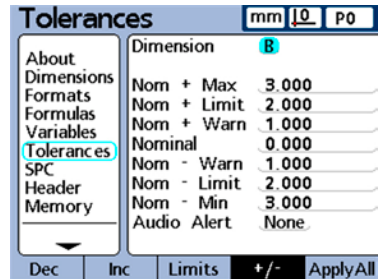 Tolerances mm 10 P0
About
Dimensions
Formats
Formulas
Variables
Tolerances
SPC
Header
Memory
Dimension B
Nom + Max 3.000
Nom + Limit 2.000
Nom + Warn 1.000
Nominal 0.000
Nom - Warn 1.000
Nom - Limit 2.000
Nom - Min 3.000
Audio Alert None
Dec Inc Limits +/- ApplyAll